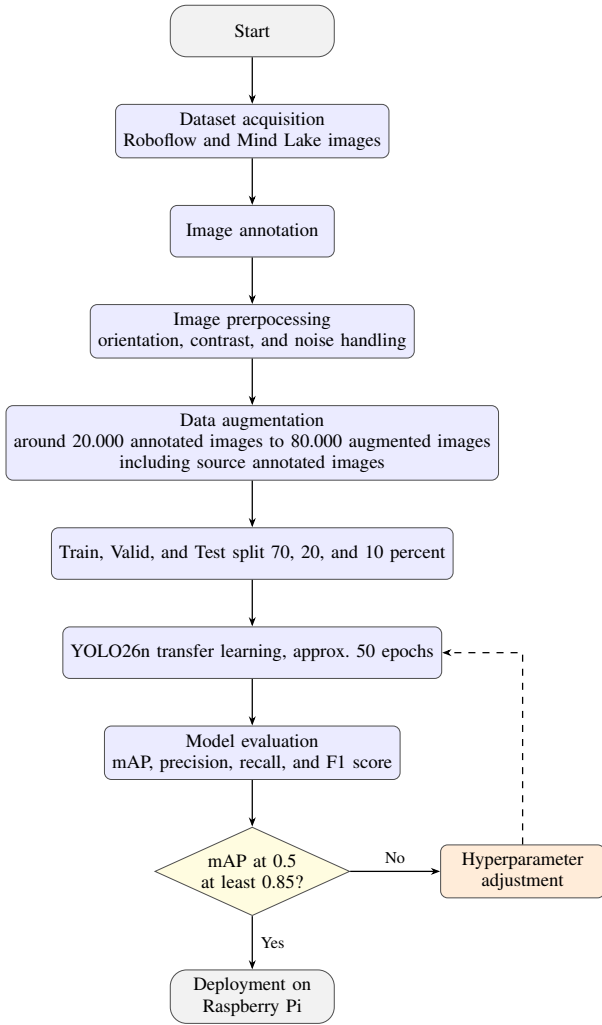 Start
Dataset acquisition
Roboflow and Mind Lake images
Image annotation
Image prerpocessing
orientation, contrast, and noise handling
Data augmentation
around 20.000 annotated images to 80.000 augmented images
including source annotated images
Train, Valid, and Test split 70, 20, and 10 percent
YOLO26n transfer learning, approx. 50 epochs
Model evaluation
mAP, precision, recall, and F1 score
mAP at 0.5
at least 0.85?
No
Hyperparameter
adjustment
Yes
Deployment on
Raspberry Pi